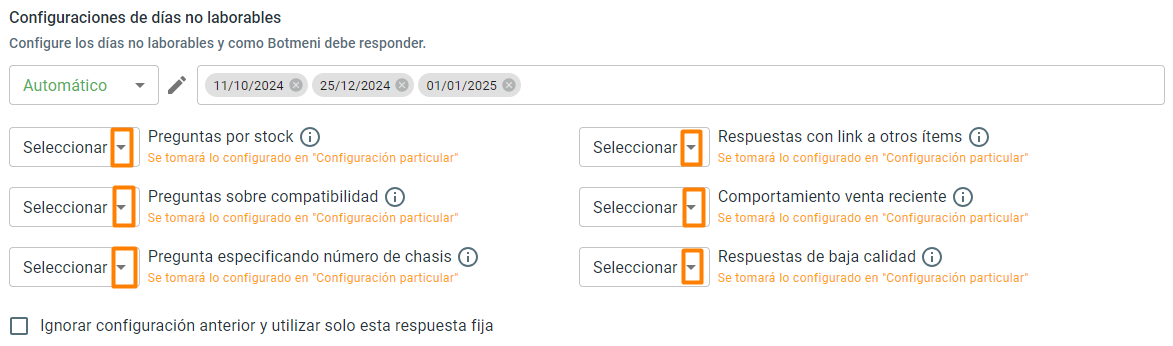 Configuraciones de días no laborables
Configure los días no laborables y como Botmeni debe responder.
Automático 11/10/2024 25/12/2024 01/01/2025
Seleccionar Preguntas por stock
Se tomará lo configurado en "Configuración particular"
Seleccionar Respuestas con link a otros ítems
Se tomará lo configurado en "Configuración particular"
Seleccionar Preguntas sobre compatibilidad
Se tomará lo configurado en "Configuración particular"
Seleccionar Comportamiento venta reciente
Se tomará lo configurado en "Configuración particular"
Seleccionar Pregunta especificando número de chasis
Se tomará lo configurado en "Configuración particular"
Seleccionar Respuestas de baja calidad
Se tomará lo configurado en "Configuración particular"
Ignorar configuración anterior y utilizar solo esta respuesta fija